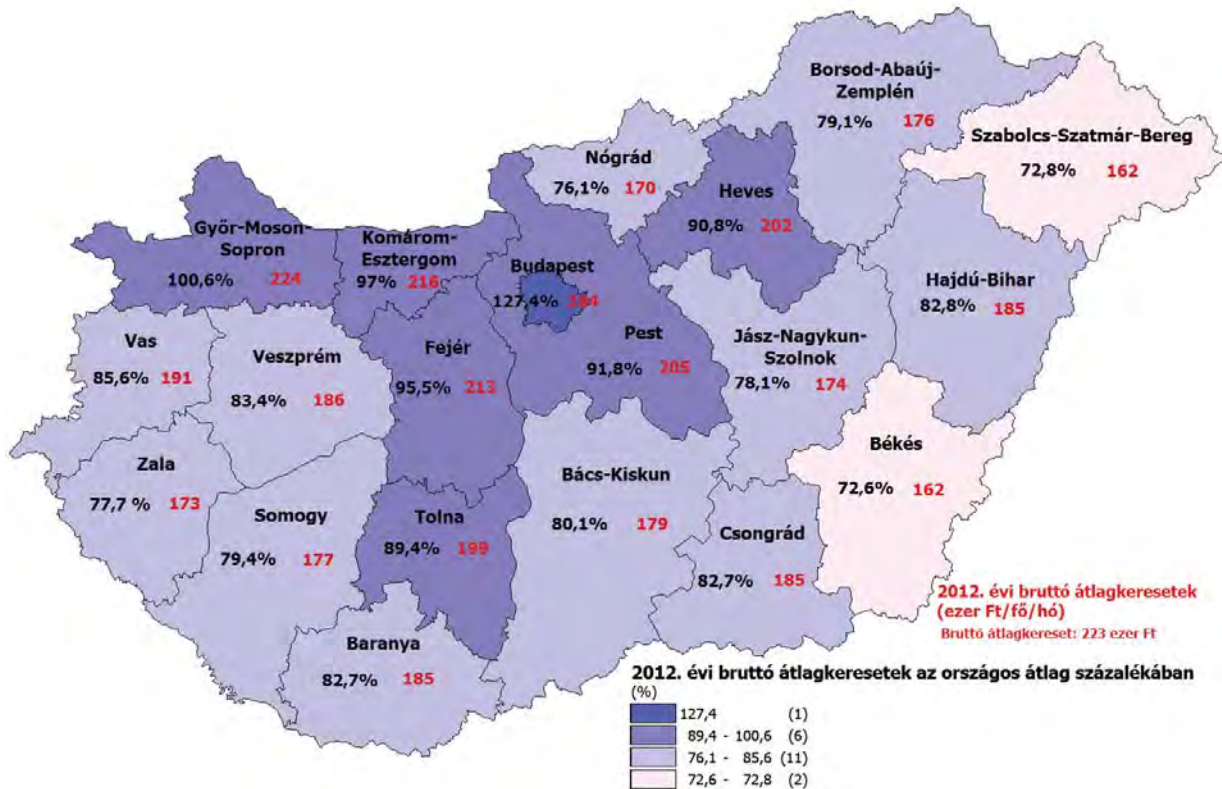 Borsod-Abaúj-
Zemplén
79,1% 176
Szabolcs-Szatmár-Bereg
72,8% 162
Nógrád
76,1% 170
Heves
90,8% 202
Győr-Moson-
Sopron
100,6% 224
Komárom-
Esztergom
97% 216
Budapest
127,4% 284
Hajdú-Bihar
82,8% 185
Vas
85,6% 191
Veszprém
83,4% 186
Fejér
95,5% 213
Pest
91,8% 205
Jász-Nagykun-
Szolnok
78,1% 174
Békés
72,6% 162
Zala
77,7 % 173
Somogy
79,4% 177
Tolna
89,4% 199
Bács-Kiskun
80,1% 179
Csongrád
82,7% 185
Baranya
82,7% 185
2012. évi bruttó átlagkeresetek
(ezer Ft/fő/hó)
Bruttó átlagkereset: 223 ezer Ft
2012. évi bruttó átlagkeresetek az országos átlag százalékában
(%)
127,4 (1)
89,4 - 100,6 (6)
76,1 - 85,6 (11)
72,6 - 72,8 (2)